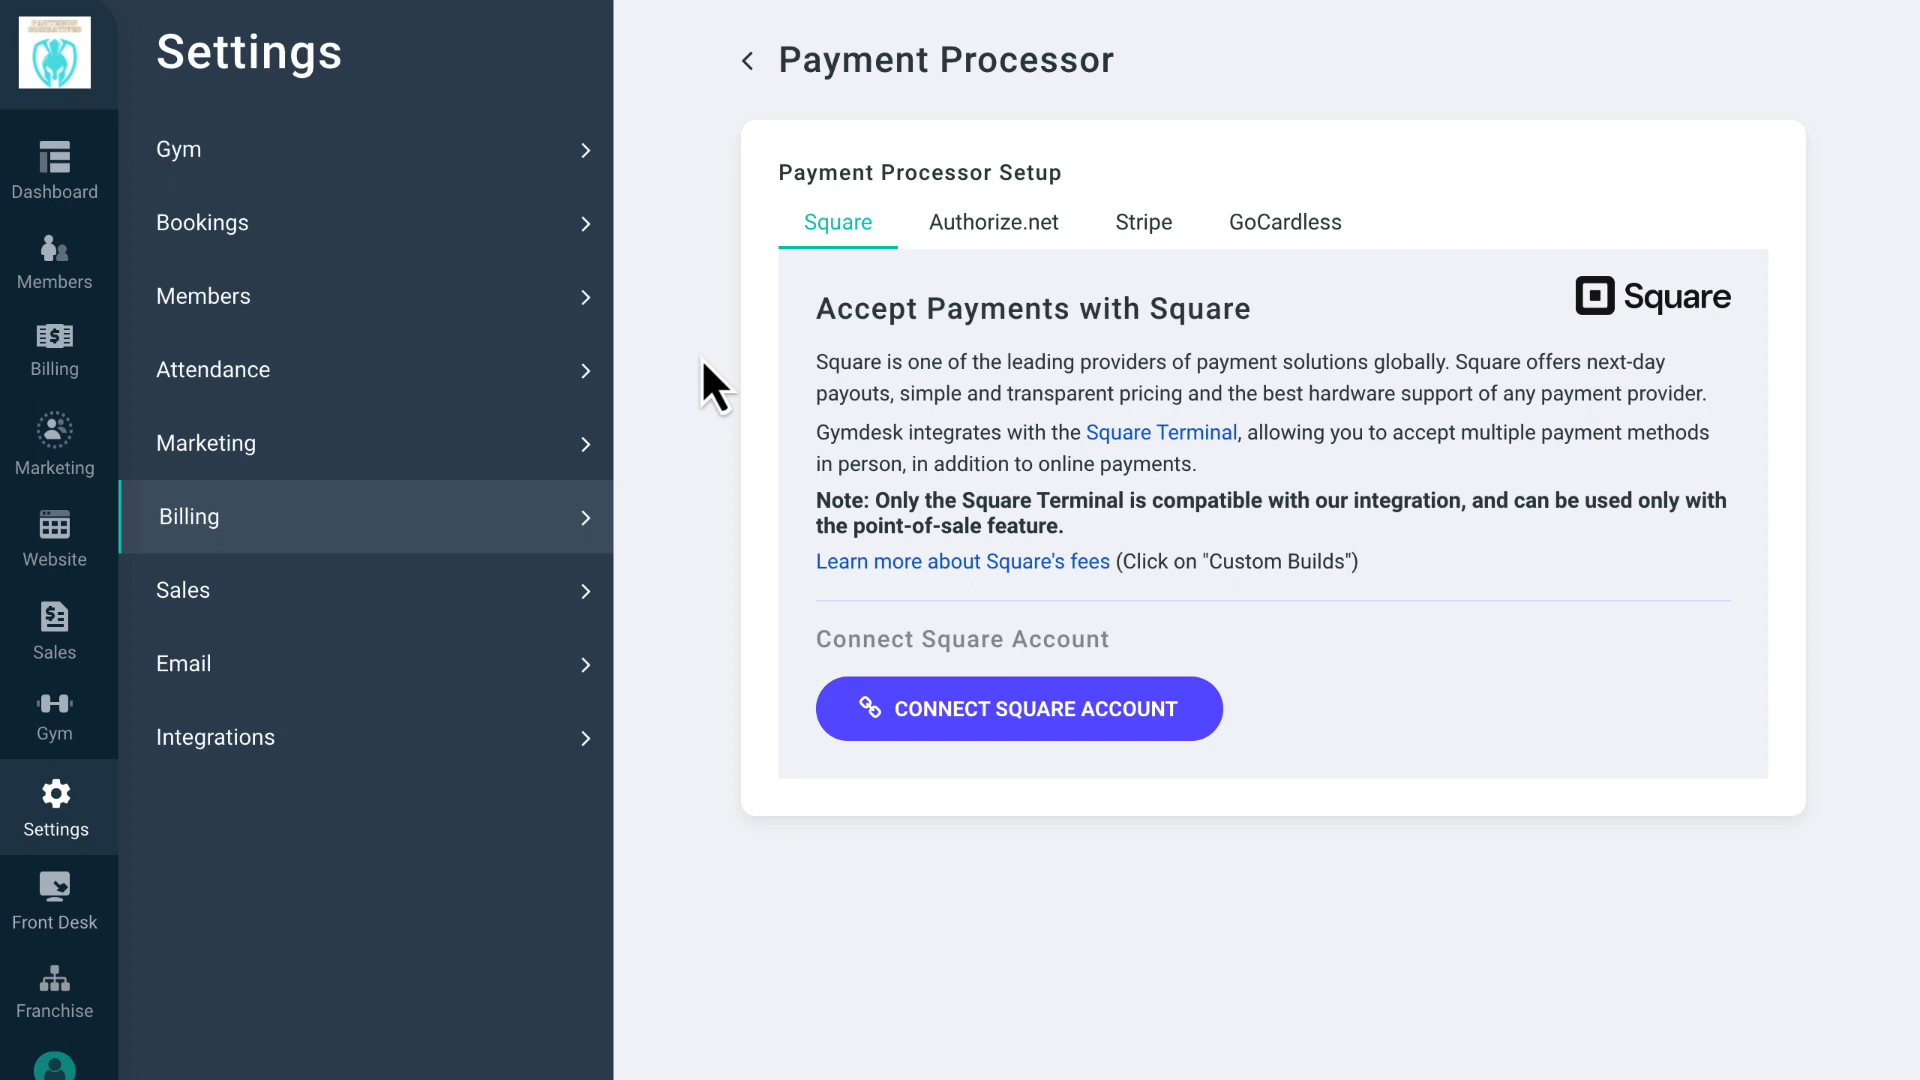 Dashboard
Members
Billing
Marketing
Website
Sales
Gym
Settings
Front Desk
Franchise
Settings
Gym
Bookings
Members
Attendance
Marketing
Billing
Sales
Email
Integrations
Payment Processor
Payment Processor Setup
Square Authorize.net Stripe GoCardless
Accept Payments with Square
Square
Square is one of the leading providers of payment solutions globally. Square offers next-day
payouts, simple and transparent pricing and the best hardware support of any payment provider.
Gymdesk integrates with the Square Terminal, allowing you to accept multiple payment methods
in person, in addition to online payments.
Note: Only the Square Terminal is compatible with our integration, and can be used only with
the point-of-sale feature.
Learn more about Square's fees (Click on "Custom Builds")
Connect Square Account
CONNECT SQUARE ACCOUNT